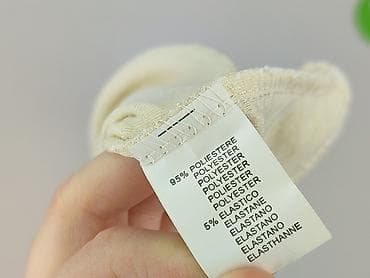 95% POLIESTERE
POLYESTER
POLYESTER
POLIESTER
POLYESTER
5% ELASTICO
ELASTANE
ELASTANO
ELASTANO
ELASTHANNE